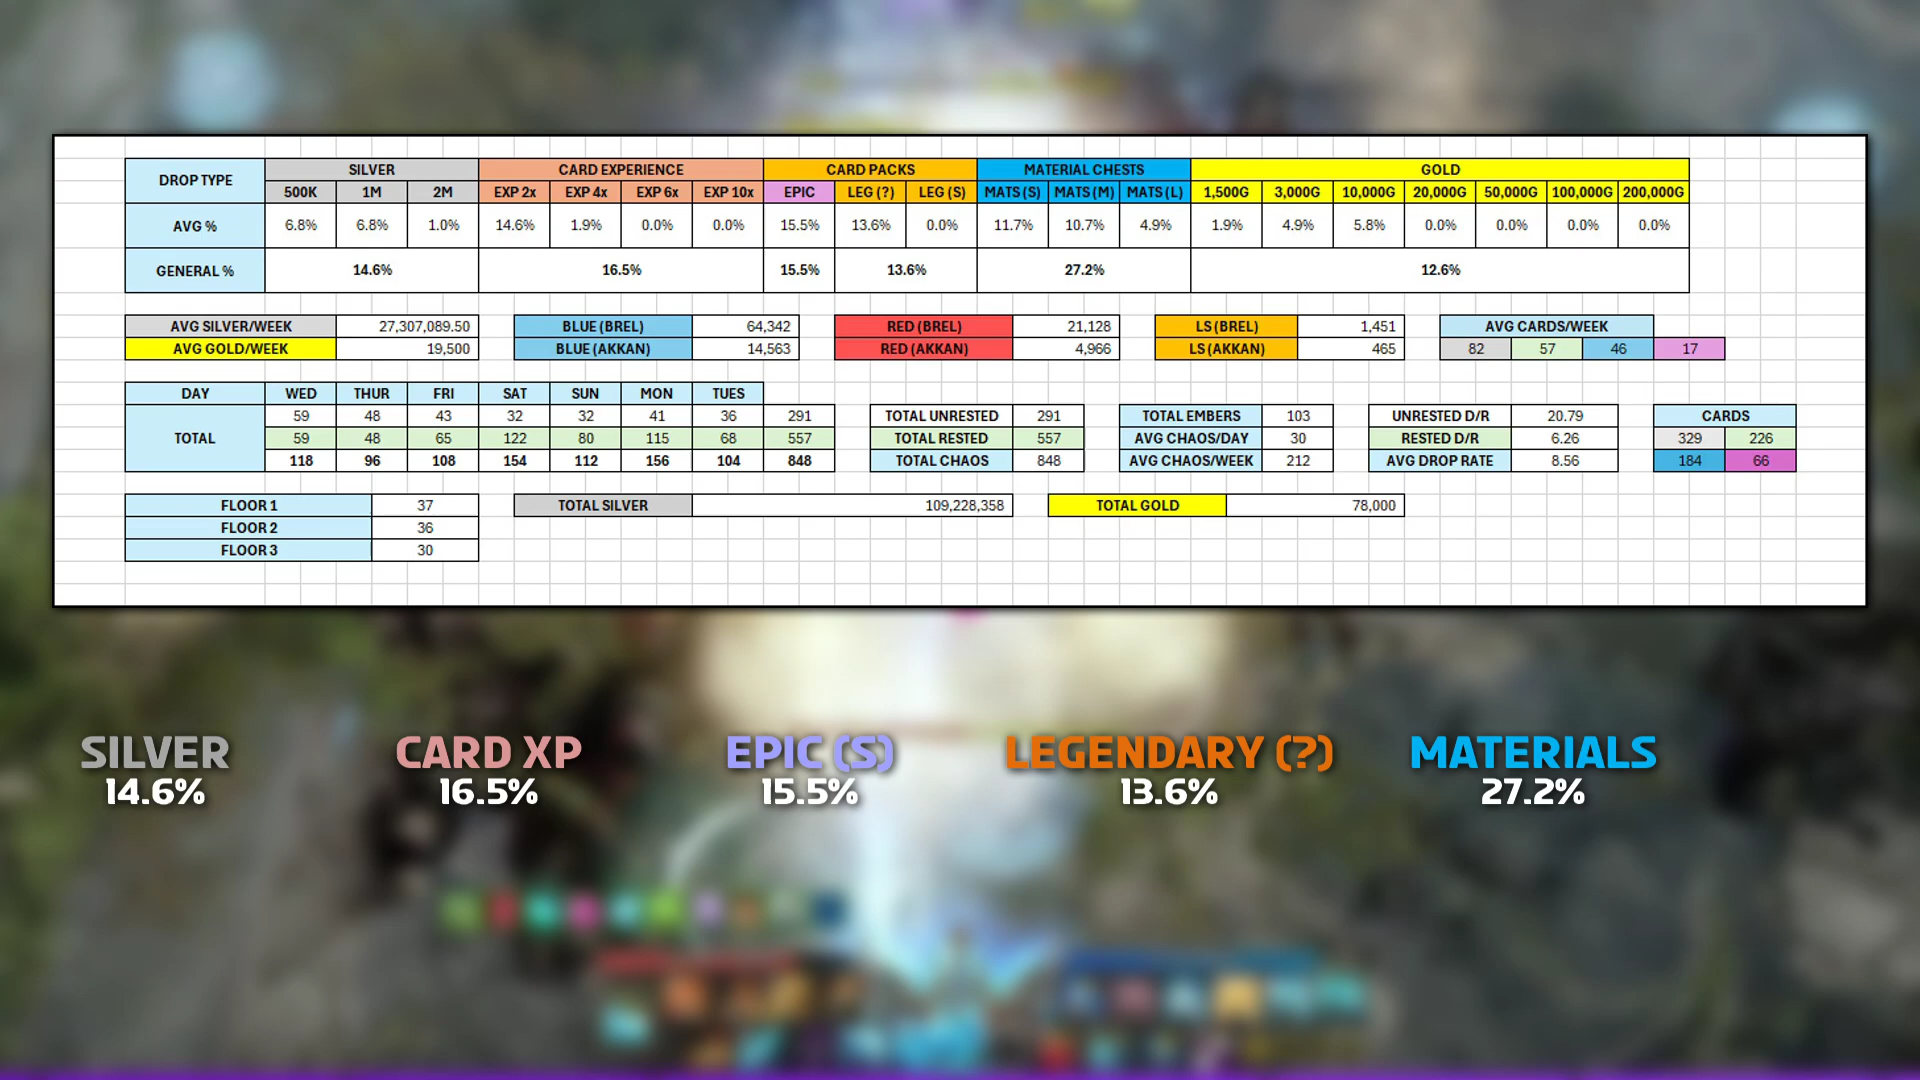 DROP TYPE SILVER CARD EXPERIENCE CARD PACKS MATERIAL CHESTS GOLD
500K 1M 2M EXP 2x EXP 4x EXP 6x EXP 10x EPIC LEG (?) LEG (S) MATS (S) MATS (M) MATS (L) 1,500G 3,000G 10,000G 20,000G 50,000G 100,000G 200,000G
AVG % 6.8% 6.8% 1.0% 14.6% 1.9% 0.0% 0.0% 15.5% 13.6% 0.0% 11.7% 10.7% 4.9% 1.9% 4.9% 5.8% 0.0% 0.0% 0.0% 0.0%
GENERAL % 14.6% 16.5% 15.5% 13.6% 27.2% 12.6%
AVG SILVER/WEEK 27,307,089.50 BLUE (BREL) 64,342 RED (BREL) 21,128 LS (BREL) 1,451 AVG CARDS/WEEK
AVG GOLD/WEEK 19,500 BLUE (AKKAN) 14,563 RED (AKKAN) 4,966 LS (AKKAN) 465 82 57 46 17
DAY WED THUR FRI SAT SUN MON TUES
TOTAL 59 48 43 32 32 41 36 291 TOTAL UNRESTED 291 TOTAL EMBERS 103 UNRESTED D/R 20.79 CARDS
59 48 65 122 80 115 68 557 TOTAL RESTED 557 AVG CHAOS/DAY 30 RESTED D/R 6.26 329 226
118 96 108 154 112 156 104 848 TOTAL CHAOS 848 AVG CHAOS/WEEK 212 AVG DROP RATE 8.56 184 66
FLOOR 1 37 TOTAL SILVER 109,228,358 TOTAL GOLD 78,000
FLOOR 2 36
FLOOR 3 30
SILVER CARD XP EPIC (S) LEGENDARY (?) MATERIALS
14.6% 16.5% 15.5% 13.6% 27.2%